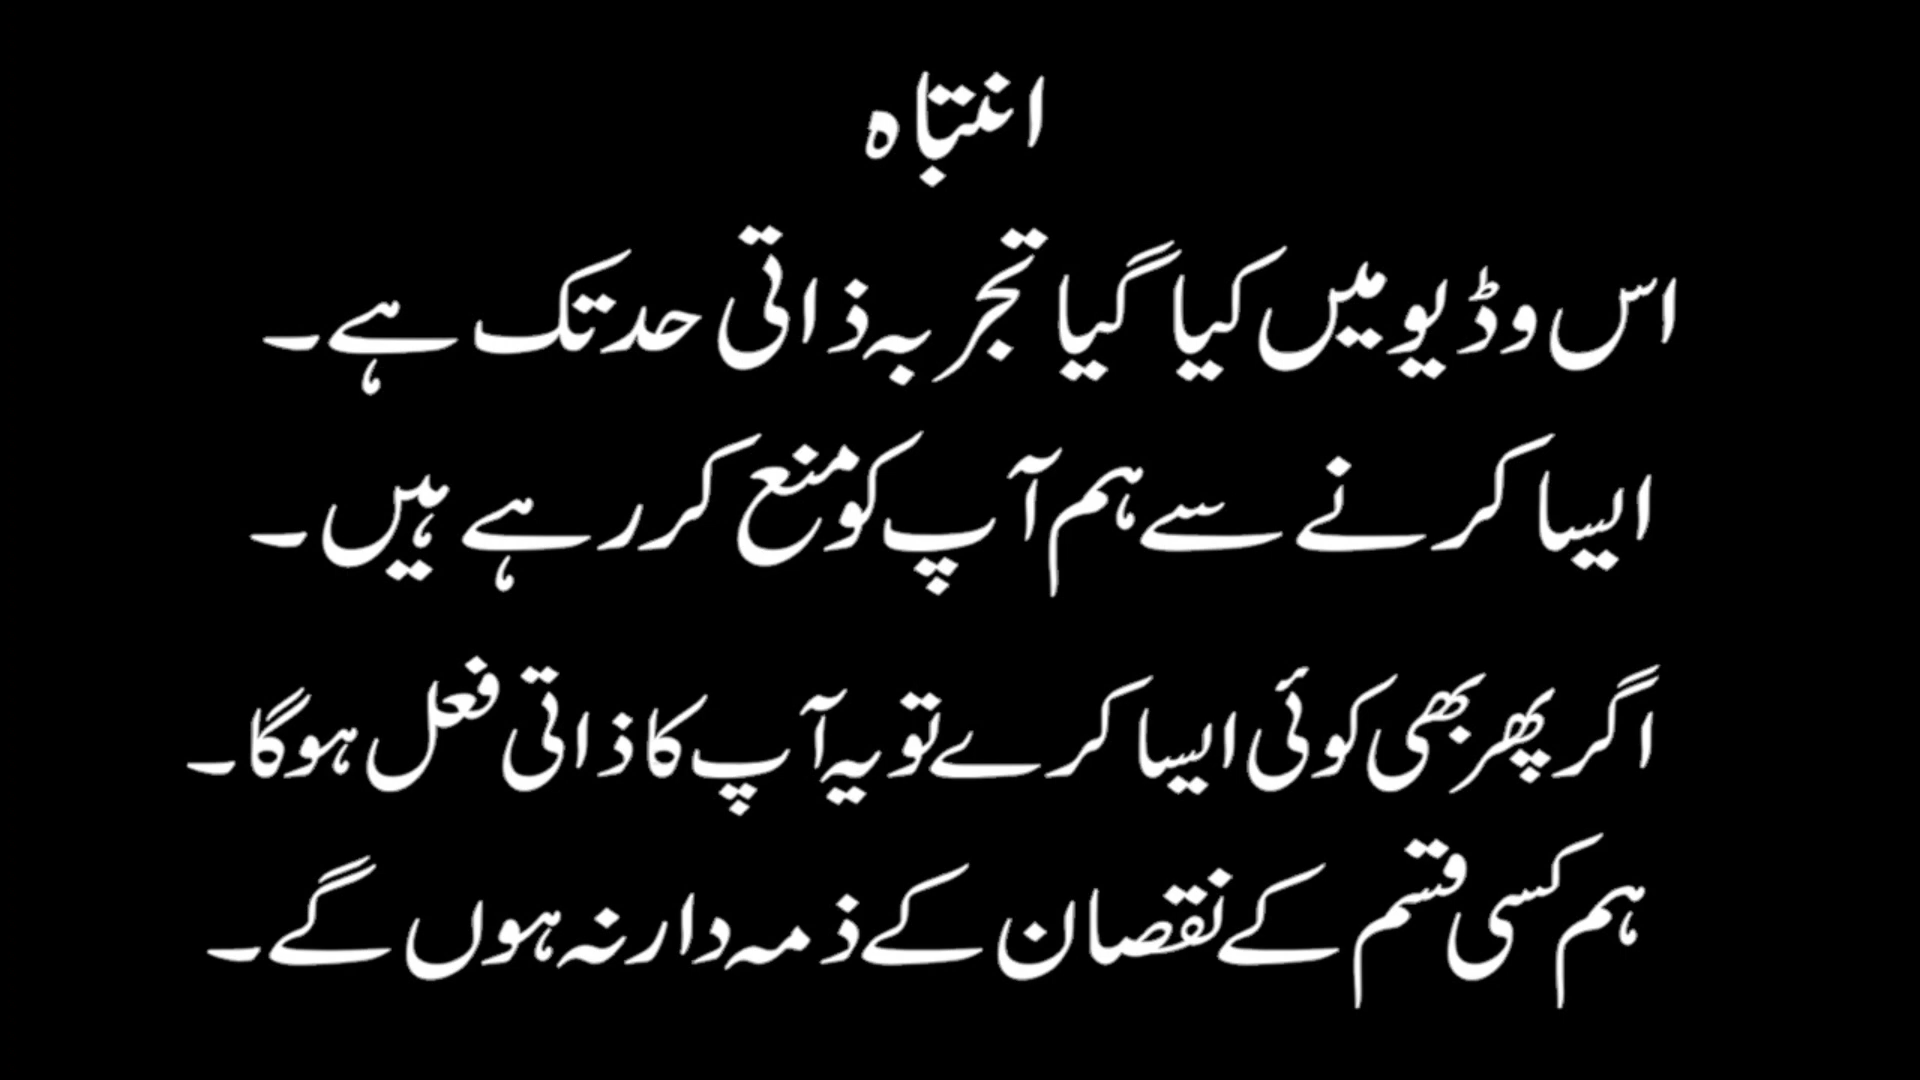 انتباہ
اس وڈیو میں کیا گیا تجربہ ذاتی حد تک ہے۔
ایسا کرنے سے ہم آپ کو منع کر رہے ہیں۔
اگر پھر بھی کوئی ایسا کرے تو یہ آپ کا ذاتی فعل ہوگا۔
ہم کسی قسم کے نقصان کے ذمہ دار نہ ہوں گے۔